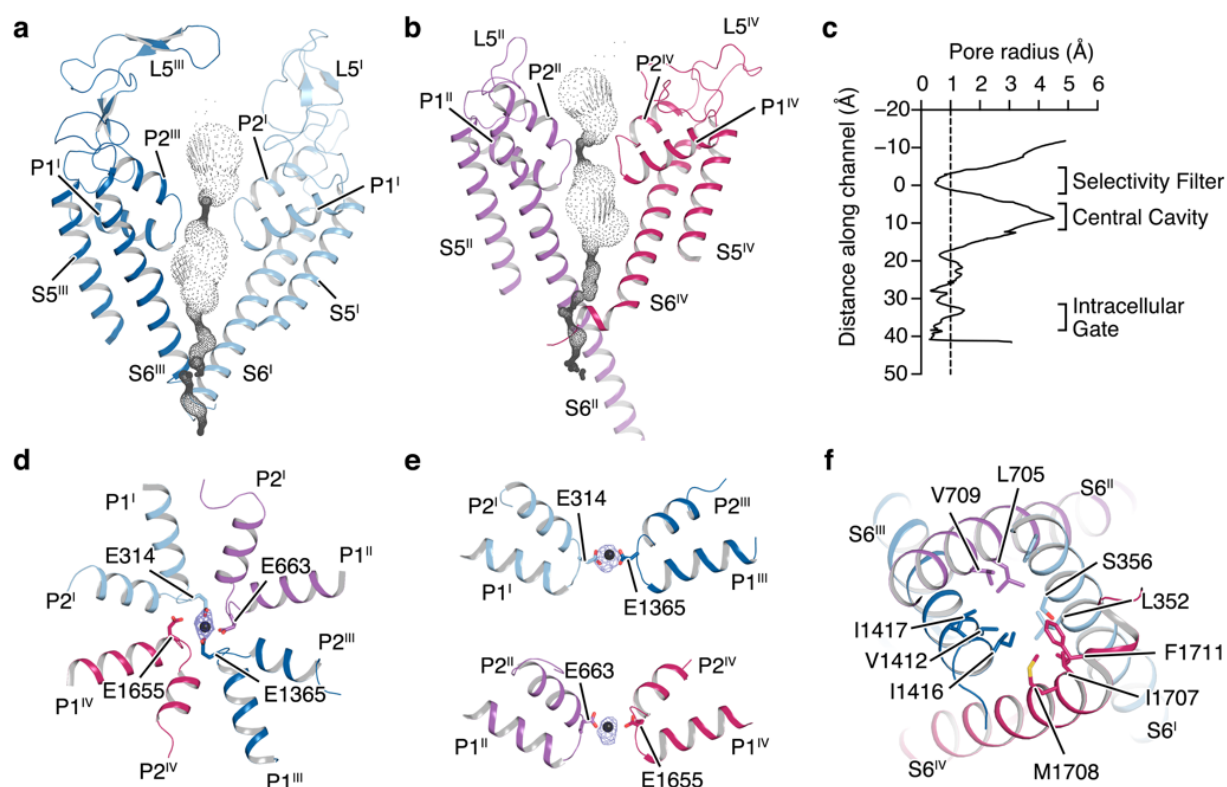 a
L5ᴵᴵᴵ
L5ᴵ
P2ᴵᴵᴵ
P2ᴵ
P1ᴵ
P1ᴵ
S5ᴵᴵᴵ
S5ᴵ
S6ᴵᴵᴵ
S6ᴵ
b
L5ᴵᴵ
L5ᴵⱽ
P2ᴵᴵ
P2ᴵⱽ
P1ᴵᴵ
P1ᴵⱽ
S5ᴵᴵ
S5ᴵⱽ
S6ᴵⱽ
S6ᴵᴵ
c
Pore radius (Å)
0 1 2 3 4 5 6
Distance along channel (Å)
−20
−10
0
10
20
30
40
50
Selectivity Filter
Central Cavity
Intracellular
Gate
d
P2ᴵ
P1ᴵ
E314
E663
P1ᴵᴵ
P2ᴵ
P2ᴵᴵᴵ
E1655
E1365
P1ᴵⱽ
P2ᴵⱽ
P1ᴵᴵᴵ
e
P2ᴵ
E314
P2ᴵᴵᴵ
P1ᴵ
E1365
P1ᴵᴵᴵ
P2ᴵᴵ
E663
P2ᴵⱽ
P1ᴵᴵ
P1ᴵⱽ
E1655
f
L705
V709
S6ᴵᴵ
S6ᴵᴵᴵ
S356
L352
I1417
V1412
F1711
I1416
I1707
S6ᴵ
S6ᴵⱽ
M1708